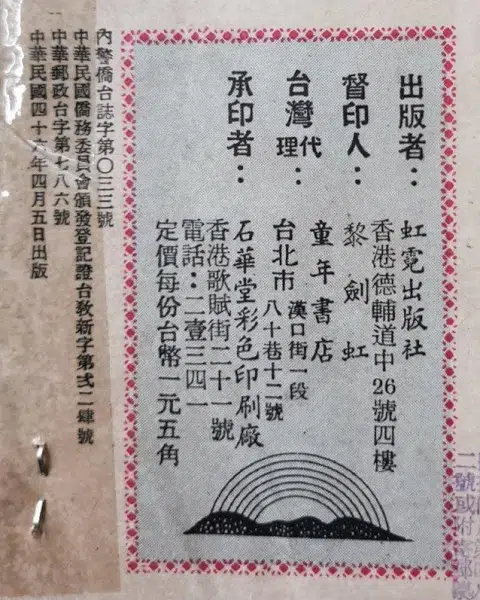 出版者：虹霓出版社
香港德輔道中26號四樓
督印人：黎劍虹
台灣代理：童年書店
台北市漢口街一段八十巷十二號
承印者：石華堂彩色印刷廠
香港歌賦街二十一號
電話：二壹三四一
定價每份台幣一元五角
內警僑台誌字第〇三三號
中華民國僑務委員會頒發登記證台教新字第弍二肆號
中華郵政台字第七八六號
中華民國四十六年四月五日出版
二號或附